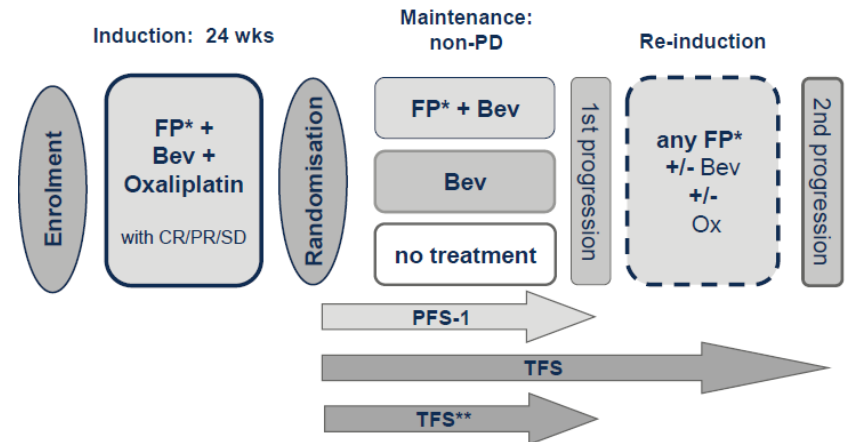 Induction: 24 wks
Maintenance:
non-PD
Re-induction
Enrolment
FP* +
Bev +
Oxaliplatin
with CR/PR/SD
Randomisation
FP* + Bev
Bev
no treatment
1st progression
any FP*
+/- Bev
+/-
Ox
2nd progression
PFS-1
TFS
TFS**